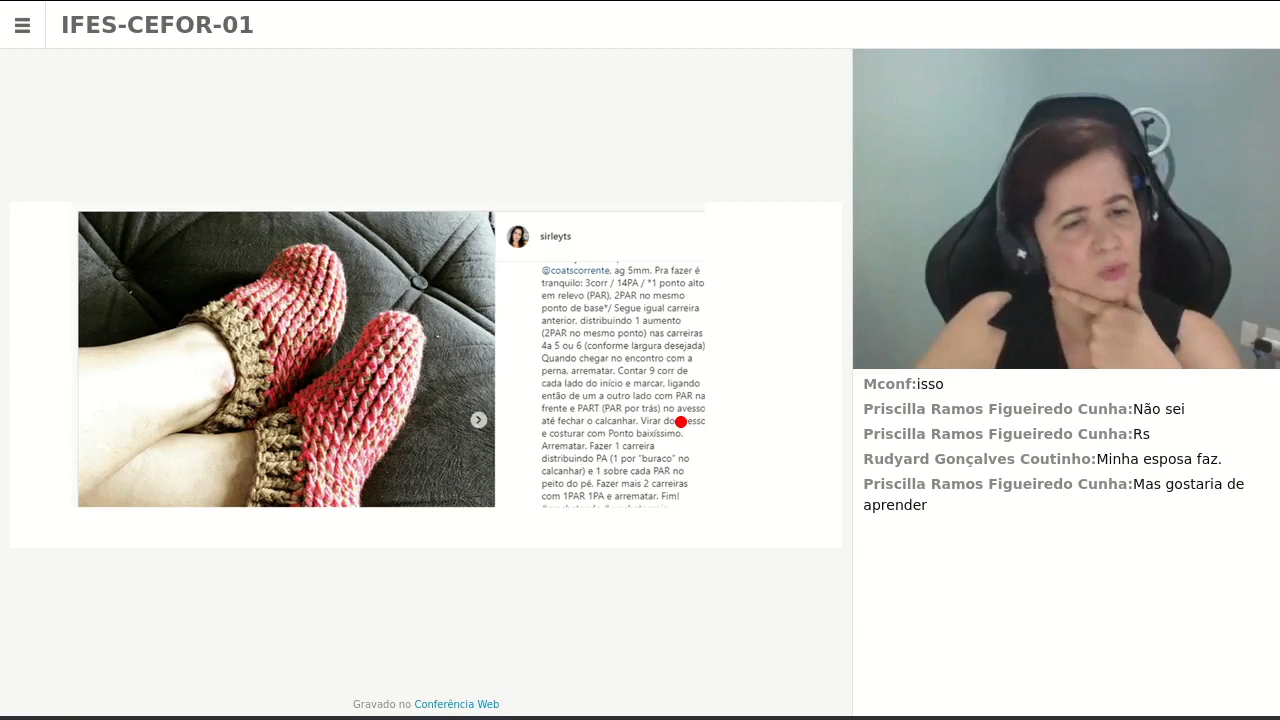 IFES-CEFOR-01
sirleyts
@coatscorrente, ag 5mm. Pra fazer é
tranquilo: 3corr / 14PA / *1 ponto alto
em relevo (PAR), 2PAR no mesmo
ponto de base*/ Segue igual carreira
anterior, distribuindo 1 aumento
(2PAR no mesmo ponto) nas carreiras
4a 5 ou 6 (conforme largura desejada)
Quando chegar no encontro com a
perna, arrematar. Contar 9 corr de
cada lado do início e marcar, ligando
então de um a outro lado com PAR na
frente e PART (PAR por trás) no avesso
até fechar o calcanhar. Virar do
e costurar com Ponto baixíssimo.
Arrematar. Fazer 1 carreira
distribuindo PA (1 por "buraco" no
calcanhar) e 1 sobre cada PAR no
peito do pé. Fazer mais 2 carreiras
com 1PAR 1PA e arrematar. Fim!
Mconf:isso
Priscilla Ramos Figueiredo Cunha:Não sei
Priscilla Ramos Figueiredo Cunha:Rs
Rudyard Gonçalves Coutinho:Minha esposa faz.
Priscilla Ramos Figueiredo Cunha:Mas gostaria de
aprender
Gravado no Conferência Web